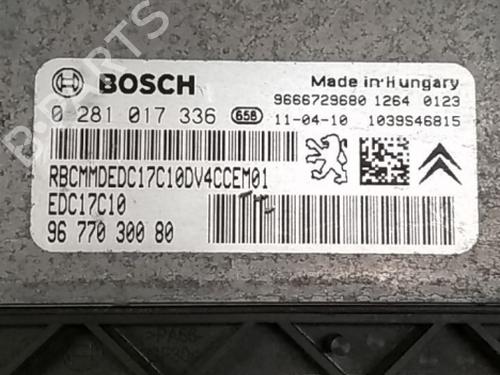 BOSCH
Made in Hungary
0 281 017 336 658
9666729680 1264 0123
11-04-10 1039S46815
RBCMMDEDC17C10DV4CCEM01
EDC17C10
96 770 300 80
B-PARTS